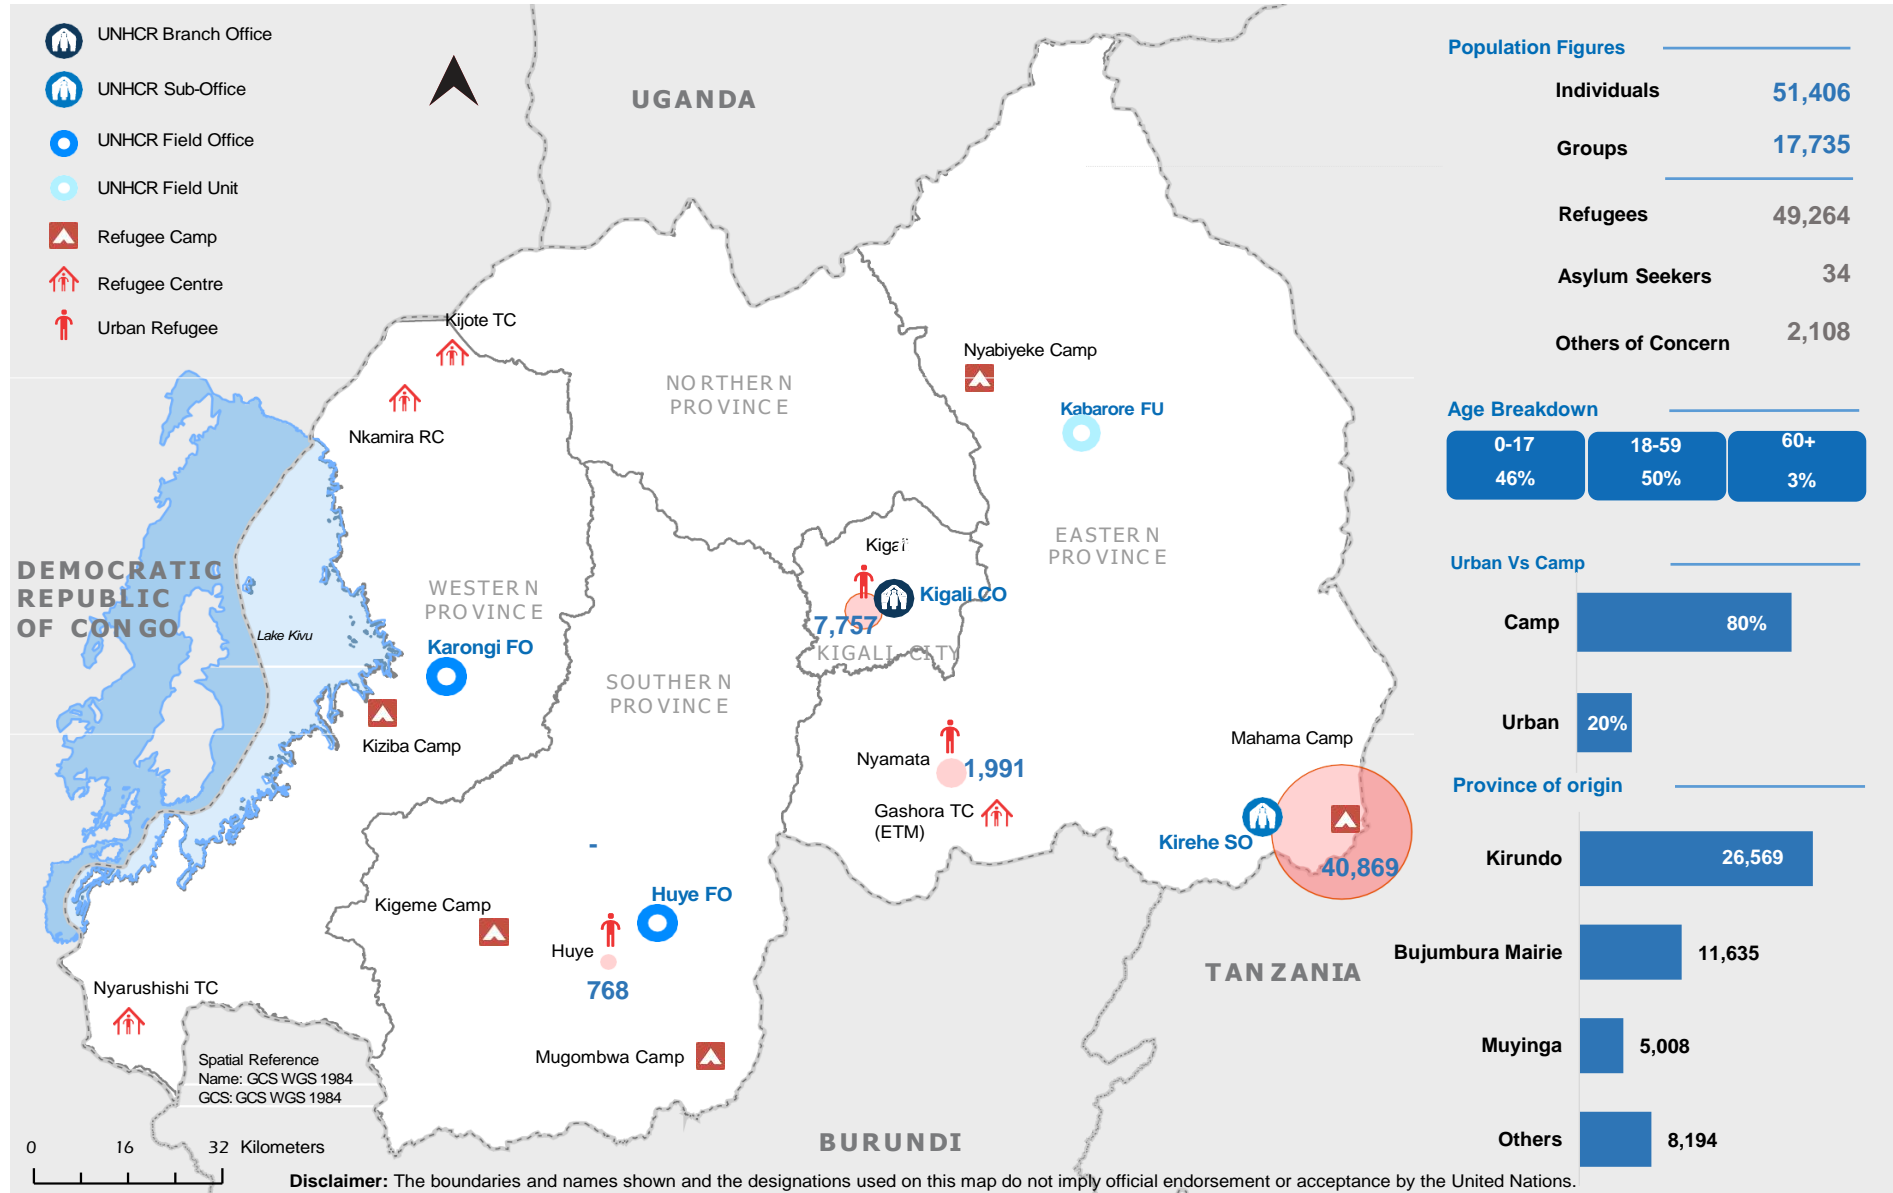 UNHCR Branch Office
UNHCR Sub-Office
UNHCR Field Office
UNHCR Field Unit
Refugee Camp
Refugee Centre
Urban Refugee
UGANDA
Kijote TC
Nkamira RC
NORTHERN
PROVINCE
Nyabiyeke Camp
Kabarore FU
EASTERN
PROVINCE
DEMOCRATIC
REPUBLIC
OF CONGO
Lake Kivu
WESTERN
PROVINCE
Karongi FO
Kiziba Camp
SOUTHERN
PROVINCE
Kigali
Kigali CO
7,757
KIGALI CITY
Nyamata
1,991
Gashora TC
(ETM)
Mahama Camp
Kirehe SO
40,869
-
Kigeme Camp
Huye FO
Huye
768
Nyarushishi TC
Mugombwa Camp
TANZANIA
BURUNDI
Spatial Reference
Name: GCS WGS 1984
GCS: GCS WGS 1984
0 16 32 Kilometers
Population Figures
Individuals 51,406
Groups 17,735
Refugees 49,264
Asylum Seekers 34
Others of Concern 2,108
Age Breakdown
0-17 18-59 60+
46% 50% 3%
Urban Vs Camp
Camp 80%
Urban 20%
Province of origin
Kirundo 26,569
Bujumbura Mairie 11,635
Muyinga 5,008
Others 8,194
Disclaimer: The boundaries and names shown and the designations used on this map do not imply official endorsement or acceptance by the United Nations.